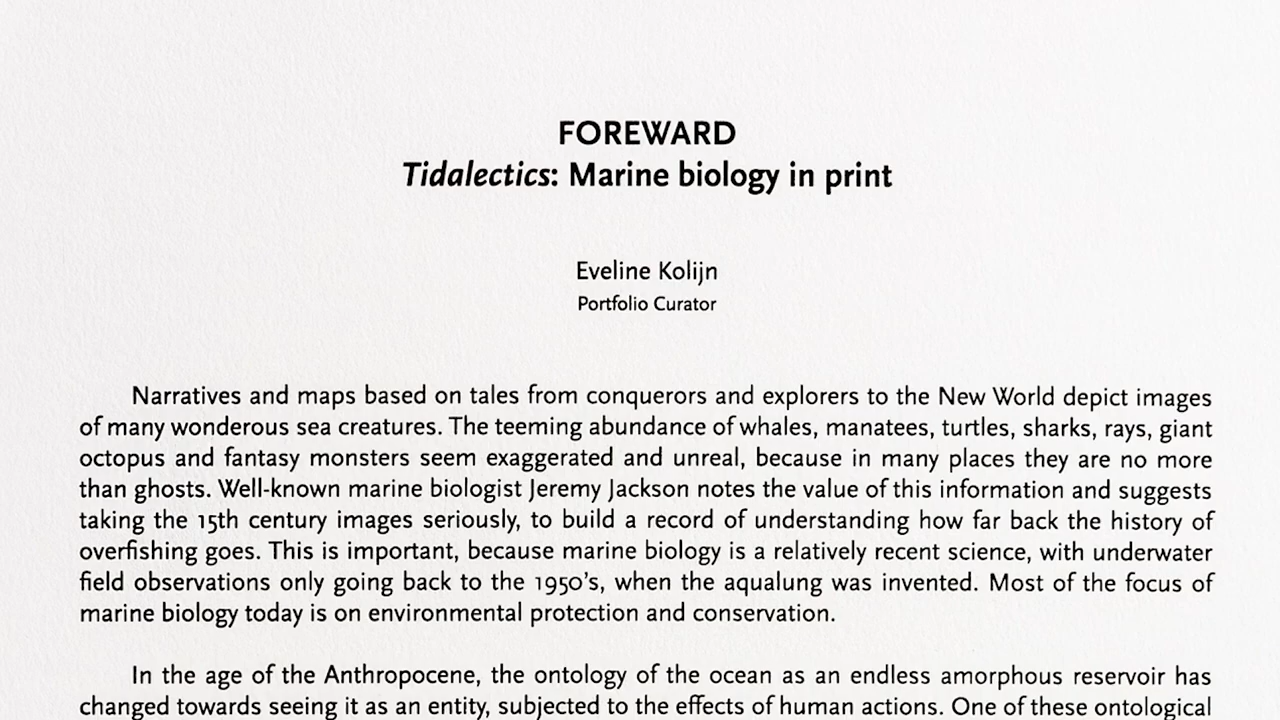 FOREWARD
Tidalectics: Marine biology in print
Eveline Kolijn
Portfolio Curator
Narratives and maps based on tales from conquerors and explorers to the New World depict images
of many wonderous sea creatures. The teeming abundance of whales, manatees, turtles, sharks, rays, giant
octopus and fantasy monsters seem exaggerated and unreal, because in many places they are no more
than ghosts. Well-known marine biologist Jeremy Jackson notes the value of this information and suggests
taking the 15th century images seriously, to build a record of understanding how far back the history of
overfishing goes. This is important, because marine biology is a relatively recent science, with underwater
field observations only going back to the 1950’s, when the aqualung was invented. Most of the focus of
marine biology today is on environmental protection and conservation.
In the age of the Anthropocene, the ontology of the ocean as an endless amorphous reservoir has
changed towards seeing it as an entity, subjected to the effects of human actions. One of these ontological